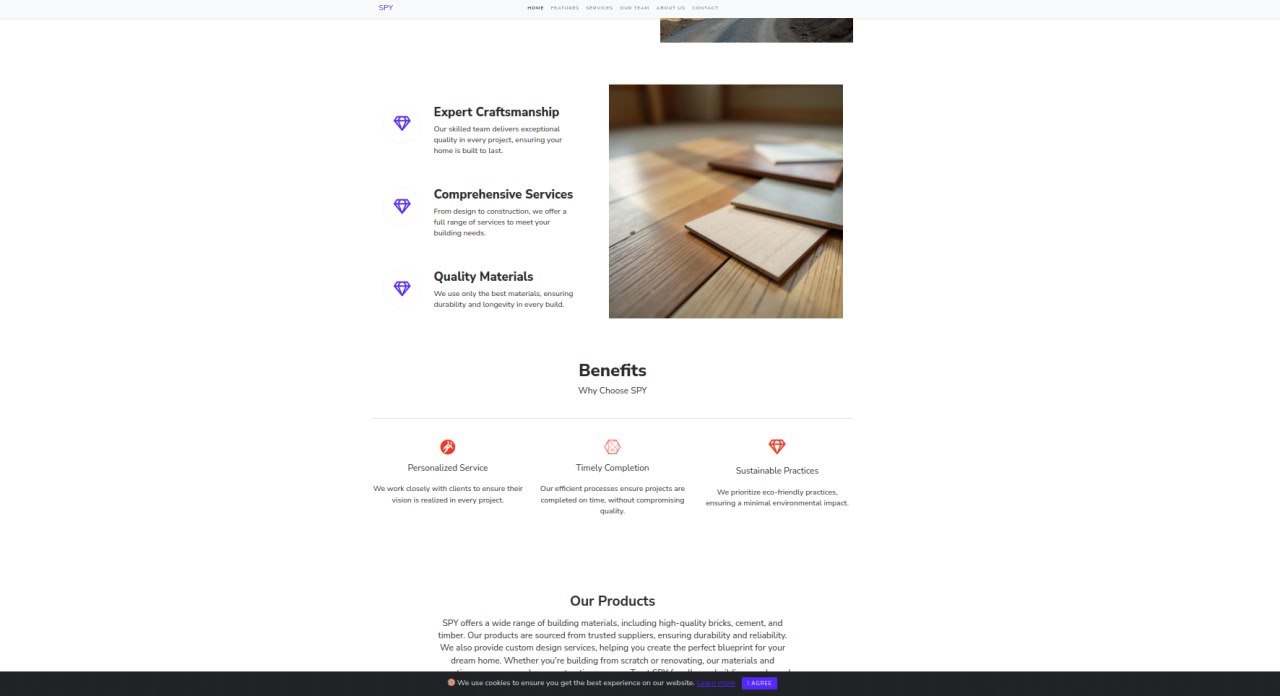 SPY
HOME FEATURES SERVICES OUR TEAM ABOUT US CONTACT
Expert Craftsmanship
Our skilled team delivers exceptional
quality in every project, ensuring your
home is built to last.
Comprehensive Services
From design to construction, we offer a
full range of services to meet your
building needs.
Quality Materials
We use only the best materials, ensuring
durability and longevity in every build.
Benefits
Why Choose SPY
Personalized Service
We work closely with clients to ensure their
vision is realized in every project.
Timely Completion
Our efficient processes ensure projects are
completed on time, without compromising
quality.
Sustainable Practices
We prioritize eco-friendly practices,
ensuring a minimal environmental impact.
Our Products
SPY offers a wide range of building materials, including high-quality bricks, cement, and
timber. Our products are sourced from trusted suppliers, ensuring durability and reliability.
We also provide custom design services, helping you create the perfect blueprint for your
dream home. Whether you're building from scratch or renovating, our materials and
We use cookies to ensure you get the best experience on our website. Learn more I AGREE